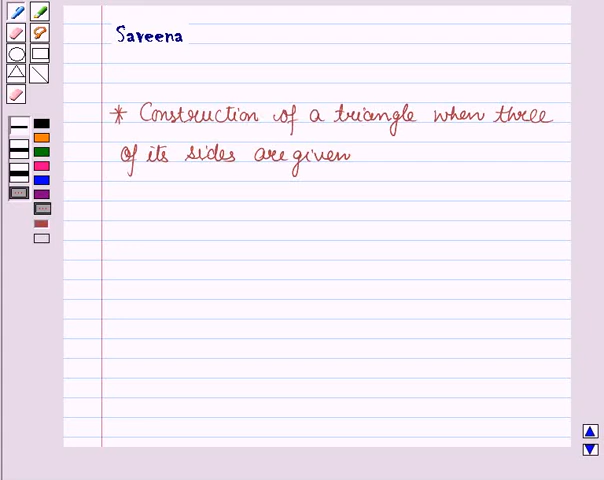 Saveena
* Construction of a triangle when three
of its sides are given